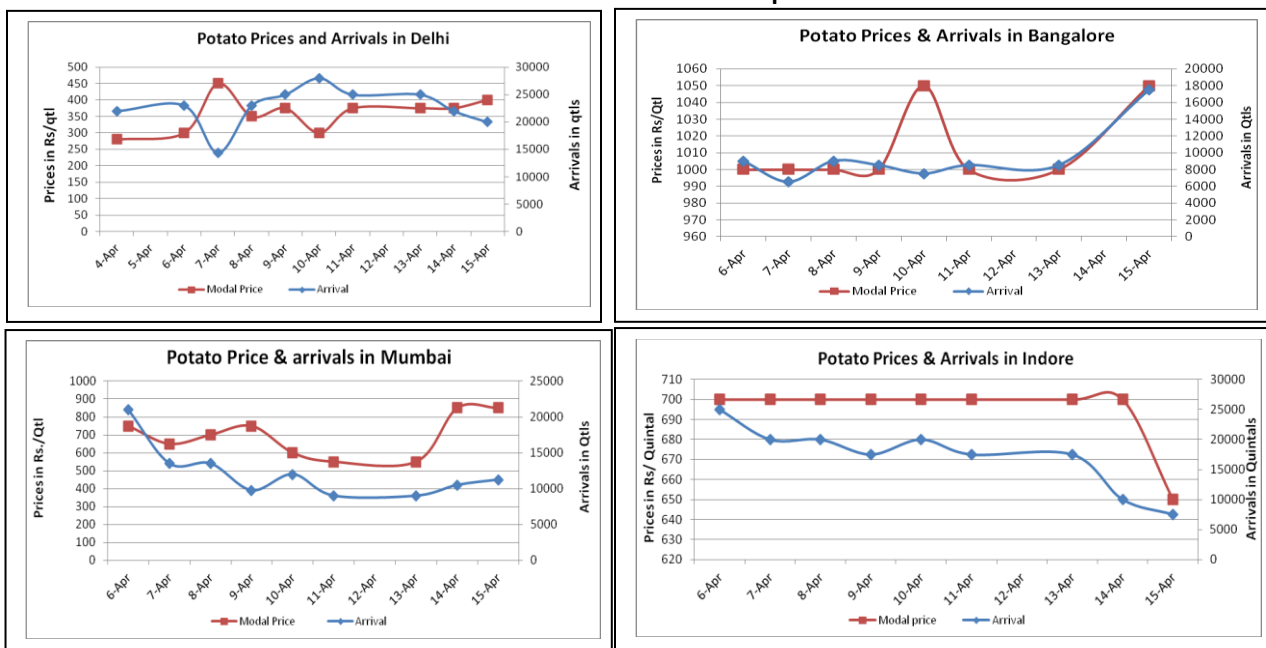 Potato Prices and Arrivals in Delhi
500
450
400
350
300
250
200
150
100
50
0
Prices in Rs/qtl
30000
25000
20000
15000
10000
5000
0
Arrivals in qtls
4-Apr
5-Apr
6-Apr
7-Apr
8-Apr
9-Apr
10-Apr
11-Apr
12-Apr
13-Apr
14-Apr
15-Apr
Modal Price
Arrival
Potato Prices & Arrivals in Bangalore
1060
1050
1040
1030
1020
1010
1000
990
980
970
960
Prices in Rs/Qtl
20000
18000
16000
14000
12000
10000
8000
6000
4000
2000
0
Arrivals in Qtls
6-Apr
7-Apr
8-Apr
9-Apr
10-Apr
11-Apr
12-Apr
13-Apr
14-Apr
15-Apr
Modal Price
Arrival
Potato Price & arrivals in Mumbai
1000
900
800
700
600
500
400
300
200
100
0
Prices in Rs./Qtl
25000
20000
15000
10000
5000
0
Arrivals in Qtls
6-Apr
7-Apr
8-Apr
9-Apr
10-Apr
11-Apr
12-Apr
13-Apr
14-Apr
15-Apr
Modal Price
Arrival
Potato Prices & Arrivals in Indore
710
700
690
680
670
660
650
640
630
620
Prices in Rs/ Quintal
30000
25000
20000
15000
10000
5000
0
Arrivals in Quintals
6-Apr
7-Apr
8-Apr
9-Apr
10-Apr
11-Apr
12-Apr
13-Apr
14-Apr
15-Apr
Modal price
Arrival